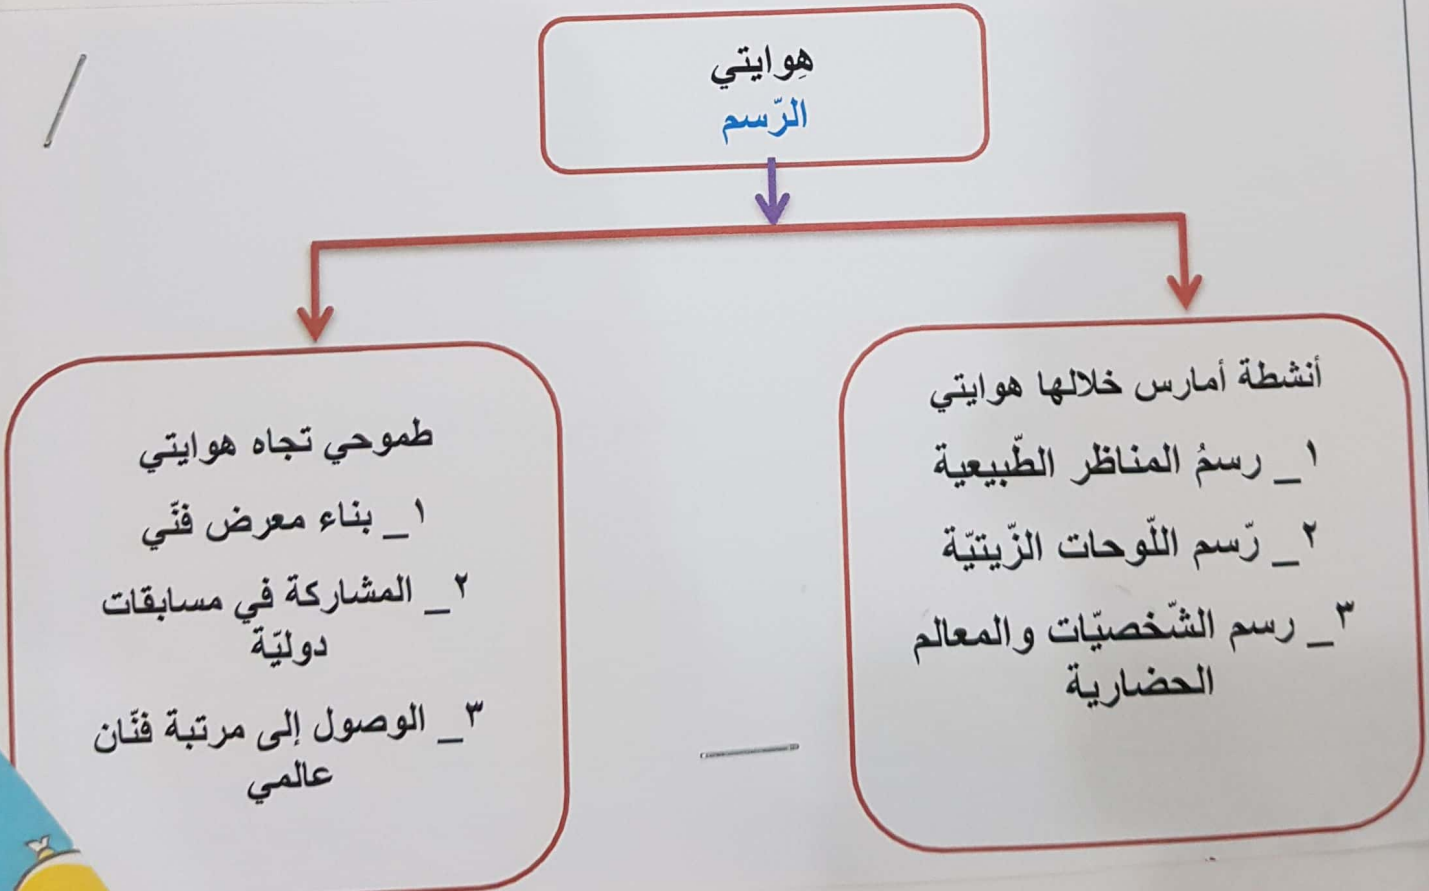 هِوايتي
الرّسم
أنشطة أمارس خلالها هوايتي
١_ رسمُ المناظر الطّبيعية
٢_ رّسم اللّوحات الزّيتيّة
٣_ رسم الشّخصيّات والمعالم
الحضارية
طموحي تجاه هوايتي
١_ بناء معرض فنّي
٢_ المشاركة في مسابقات
دوليّة
٣_ الوصول إلى مرتبة فنّان
عالمي